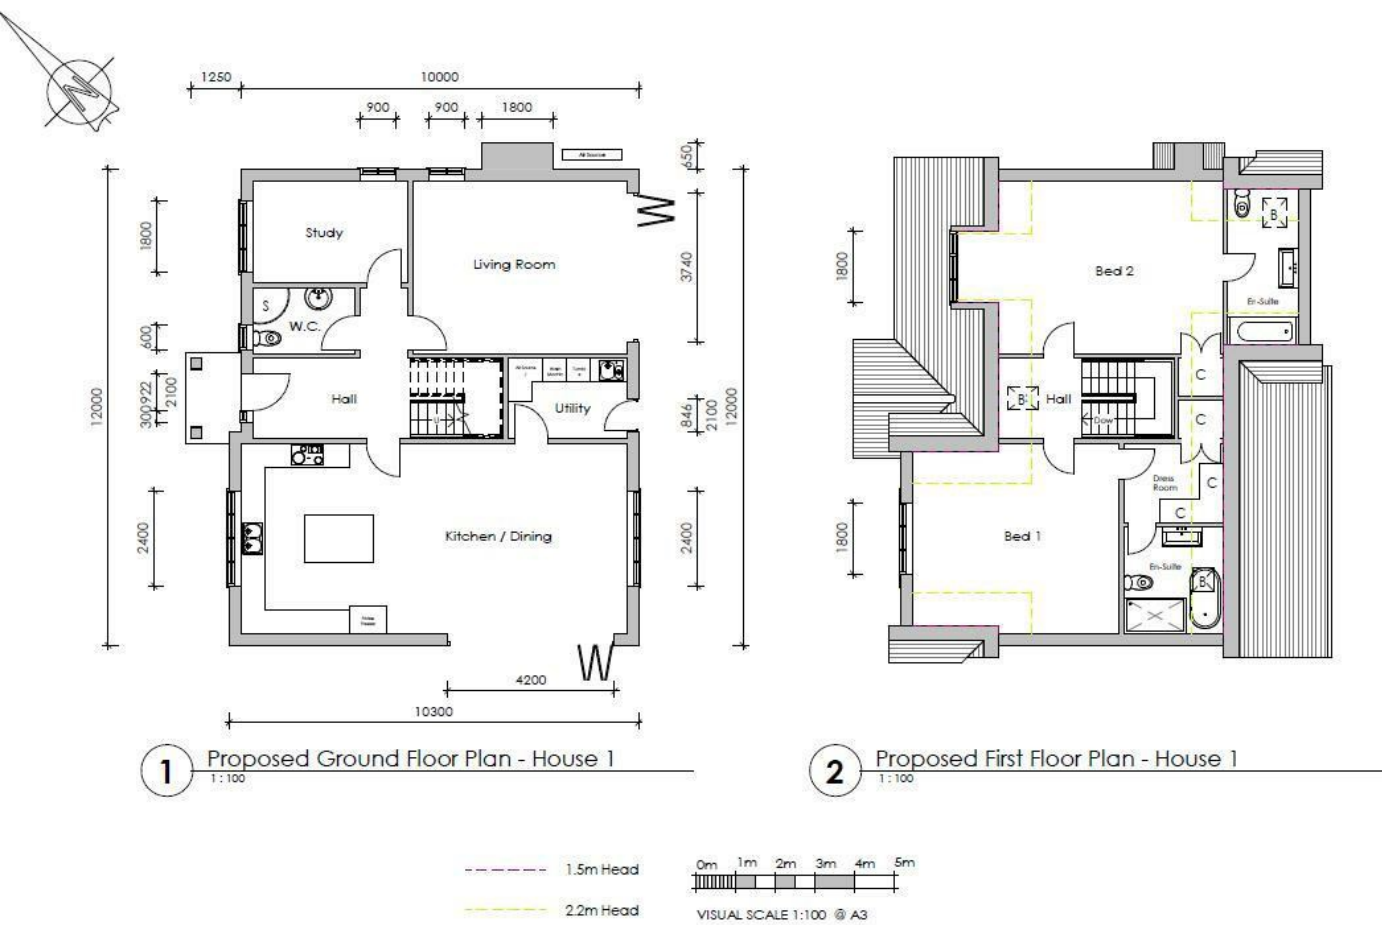 N
1250
10000
900
900
1800
650
Study
Living Room
1800
3740
S
W.C.
600
12000
922
300
2100
Hall
Utility
846
2100
12000
U
2400
Kitchen / Dining
2400
4200
10300
1 Proposed Ground Floor Plan - House 1
1 : 100
B
1800
Bed 2
En-Suite
C
B
Hall
C
Dow
Dress
Room
C
C
1800
Bed 1
En-Suite
B
2 Proposed First Floor Plan - House 1
1 : 100
1.5m Head
2.2m Head
0m 1m 2m 3m 4m 5m
VISUAL SCALE 1:100 @ A3